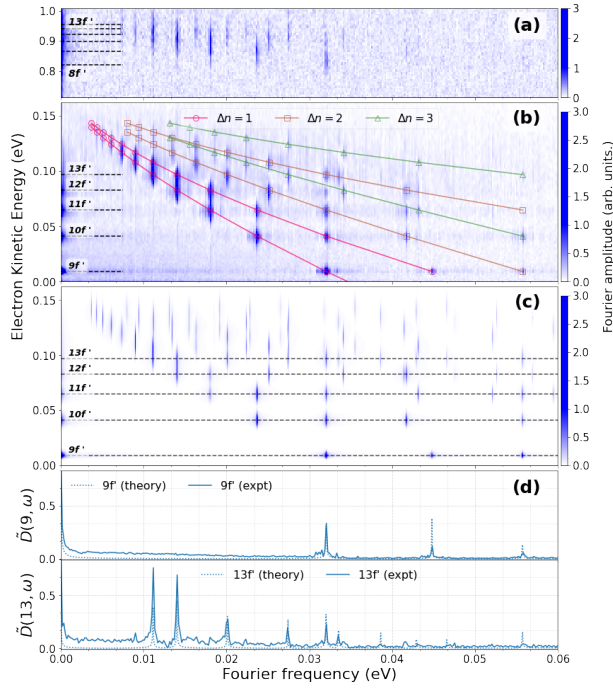 (a)
1.0
0.9
0.8
13f '
8f '
3
2
1
0
(b)
Δn = 1
Δn = 2
Δn = 3
0.15
0.10
0.05
0.00
13f '
12f '
11f '
10f '
9f '
3.0
2.5
2.0
1.5
1.0
0.5
0.0
Electron Kinetic Energy (eV)
Fourier amplitude (arb. units.)
(c)
0.15
0.10
0.05
0.00
13f '
12f '
11f '
10f '
9f '
3.0
2.5
2.0
1.5
1.0
0.5
0.0
(d)
9f' (theory)
9f' (expt)
0.5
0.0
D̃(9, ω)
13f' (theory)
13f' (expt)
0.5
0.0
D̃(13, ω)
0.00
0.01
0.02
0.03
0.04
0.05
0.06
Fourier frequency (eV)